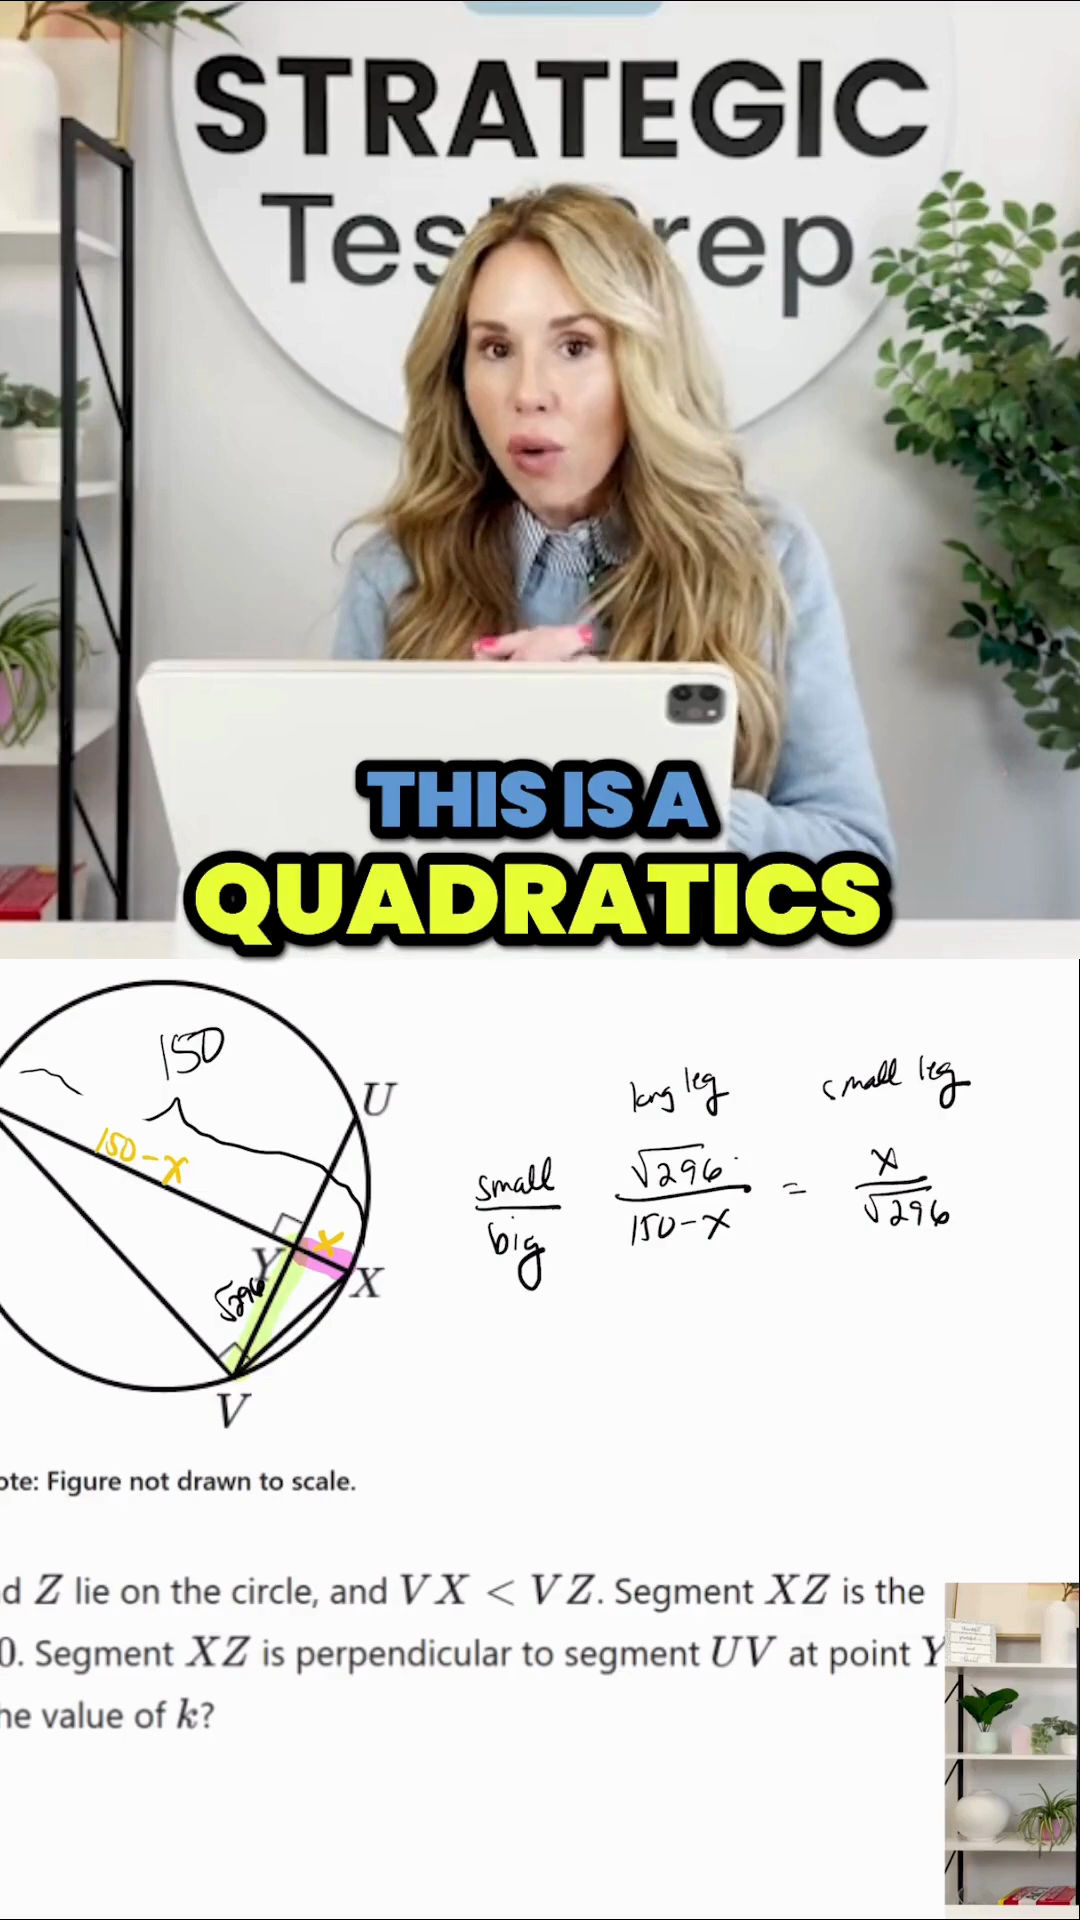 STRATEGIC
Test Prep
THIS IS A
QUADRATICS
150
U
long leg
small leg
150-x
small
big
√296
150-x
=
x
√296
x
Y
X
√296
V
ote: Figure not drawn to scale.
d Z lie on the circle, and VX < VZ. Segment XZ is the
0. Segment XZ is perpendicular to segment UV at point Y
he value of k?